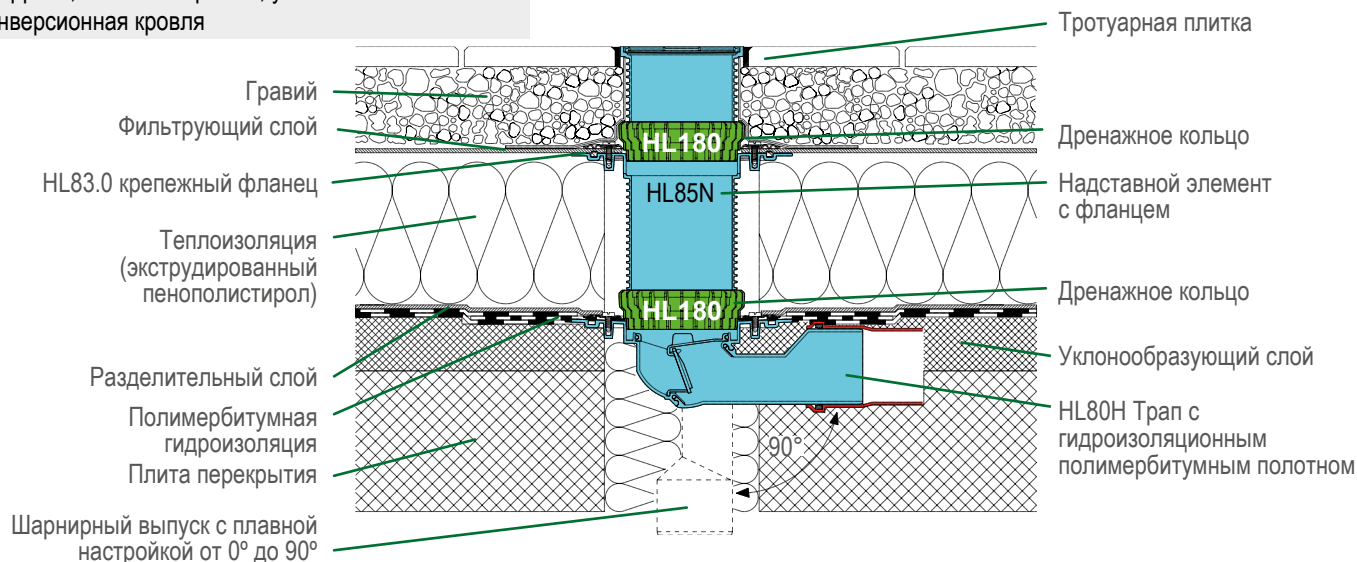 нверсионная кровля
Тротуарная плитка
Гравий
Фильтрующий слой
HL180
Дренажное кольцо
HL83.0 крепежный фланец
HL85N
Надставной элемент
с фланцем
Теплоизоляция
(экструдированный
пенополистирол)
HL180
Дренажное кольцо
Разделительный слой
Уклонообразующий слой
Полимербитумная
гидроизоляция
HL80H Трап с
гидроизоляционным
полимербитумным полотном
90°
Плита перекрытия
Шарнирный выпуск с плавной
настройкой от 0º до 90º